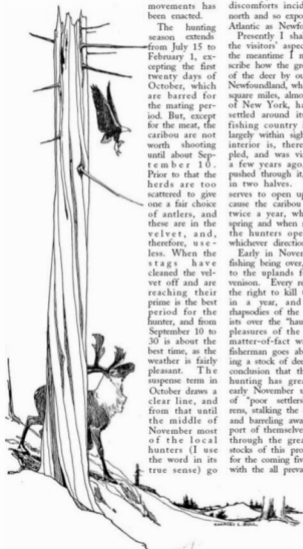 movements has
been enacted.
The hunting
season extends
from July 15 to
February 1, ex-
cepting the first
twenty days of
October, which
are barred for
the mating per-
iod. But, except
for the meat, the
caribou are not
worth shooting
until about Sep-
tember 10.
Prior to that the
herds are too
scattered to give
one a fair choice
of antlers, and
these are in the
velvet, and,
therefore, use-
less. When the
stags have
cleaned the vel-
vet off and are
reaching their
prime is the best
period for the
hunter, and from
September 10 to
30 is about the
best time, as the
weather is fairly
pleasant. The
suspense term in
October draws a
clear line, and
from that until
the middle of
November most
of the local
hunters (I use
the word in its
true sense) go
discomforts incid
north and so expo
Atlantic as Newfo
Presently I sha
the visitors' aspec
the meantime I m
scribe how the gre
of the deer by ou
Newfoundland, wh
square miles, almo
of New York, ha
settled around its
fishing country
largely within sigh
interior is, there
pled, and was vi
a few years ago
pushed through it
in two halves.
serves to open up
cause the caribou
twice a year, wh
spring and when
the hunters ope
whichever directio
Early in Novem
fishing being over,
to the uplands f
venison. Every re
the right to kill
in a year, and
rhapsodies of the
ists over the "hau
pleasures of the
matter-of-fact w
fisherman goes ab
ing a stock of dee
conclusion that th
hunting has gre
early November u
of "poor settlers
rens, stalking the
and barreling awa
port of themselve
through the grea
stocks of this pro
for the coming fiv
with the all preva